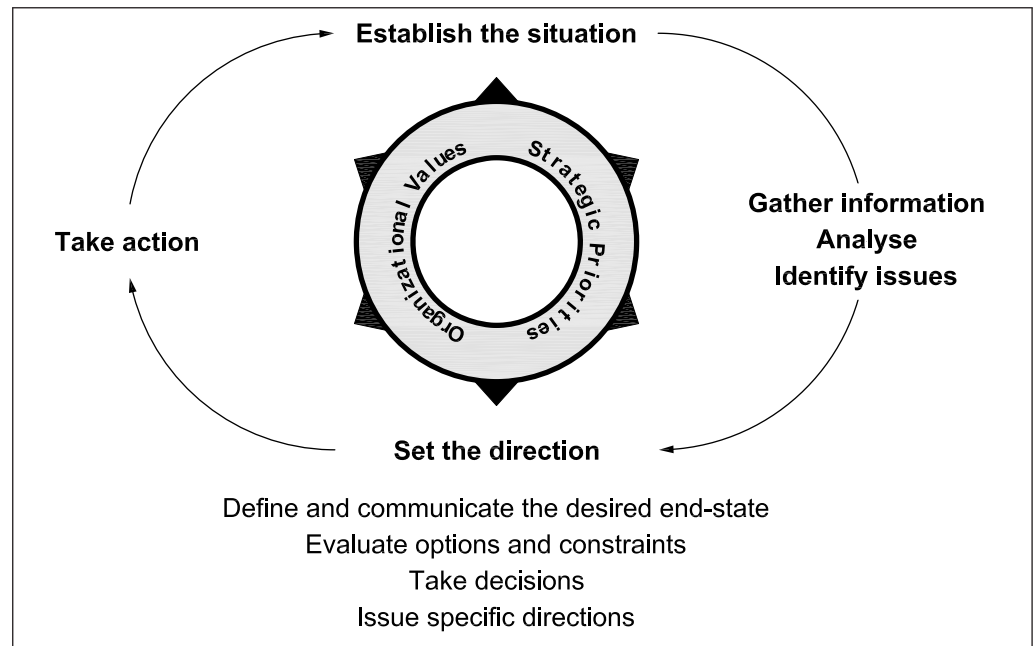 Establish the situation
Organizational Values
Strategic Priorities
Gather information
Analyse
Identify issues
Take action
Set the direction
Define and communicate the desired end-state
Evaluate options and constraints
Take decisions
Issue specific directions